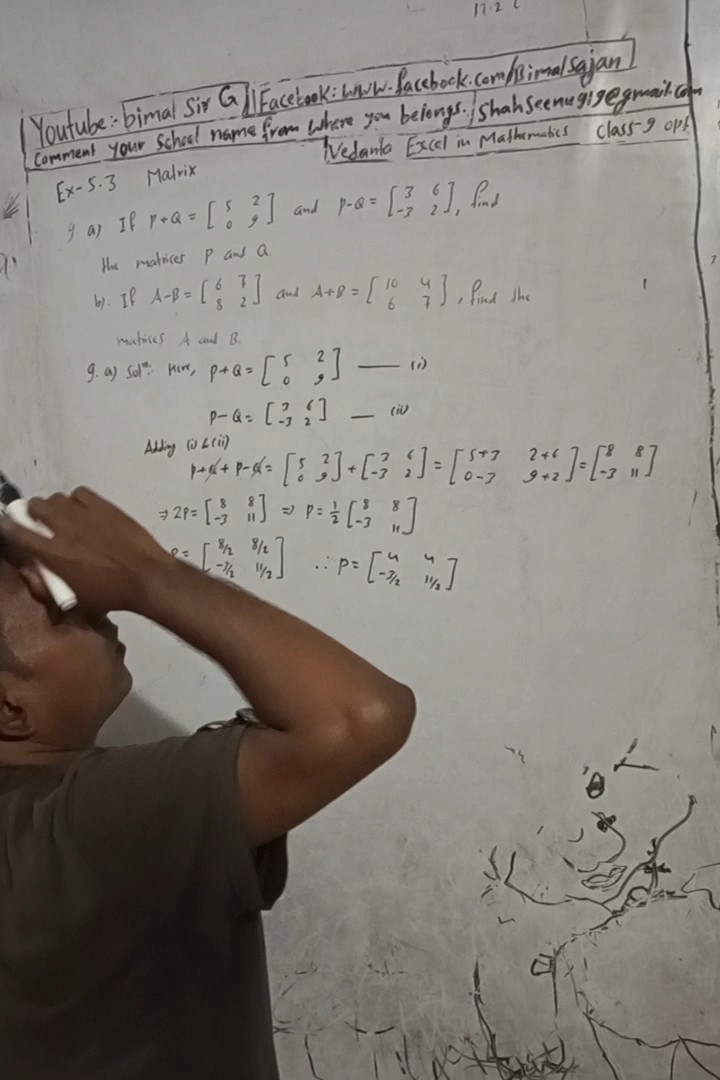 17.2
Youtube:- bimal Sir G Facebook: www.facebook.com/Bimalsajan
Comment your School name from where you belongs. shahseenu919@gmail.com
Vedanta Excel in Mathematics Class-9 opt
Ex-5.3 Matrix
9. a) If P+Q = [5 2 0 9] and P-Q = [3 6 -3 2], find
the matrices P and Q.
b) If A-B = [6 7 8 2] and A+B = [10 4 6 7], find the
matrices A and B.
9. a) Solⁿ: Here, P+Q = [5 2 0 9] —— (i)
P-Q = [3 6 -3 2] — (ii)
Adding (i) & (ii)
P+Q + P-Q = [5 2 0 9] + [3 6 -3 2] = [5+3 2+6 0-3 9+2] = [8 8 -3 11]
⇒ 2P = [8 8 -3 11] ⇒ P = 1/2 [8 8 -3 11]
P = [8/2 8/2 -3/2 11/2] ∴ P = [4 4 -3/2 11/2]